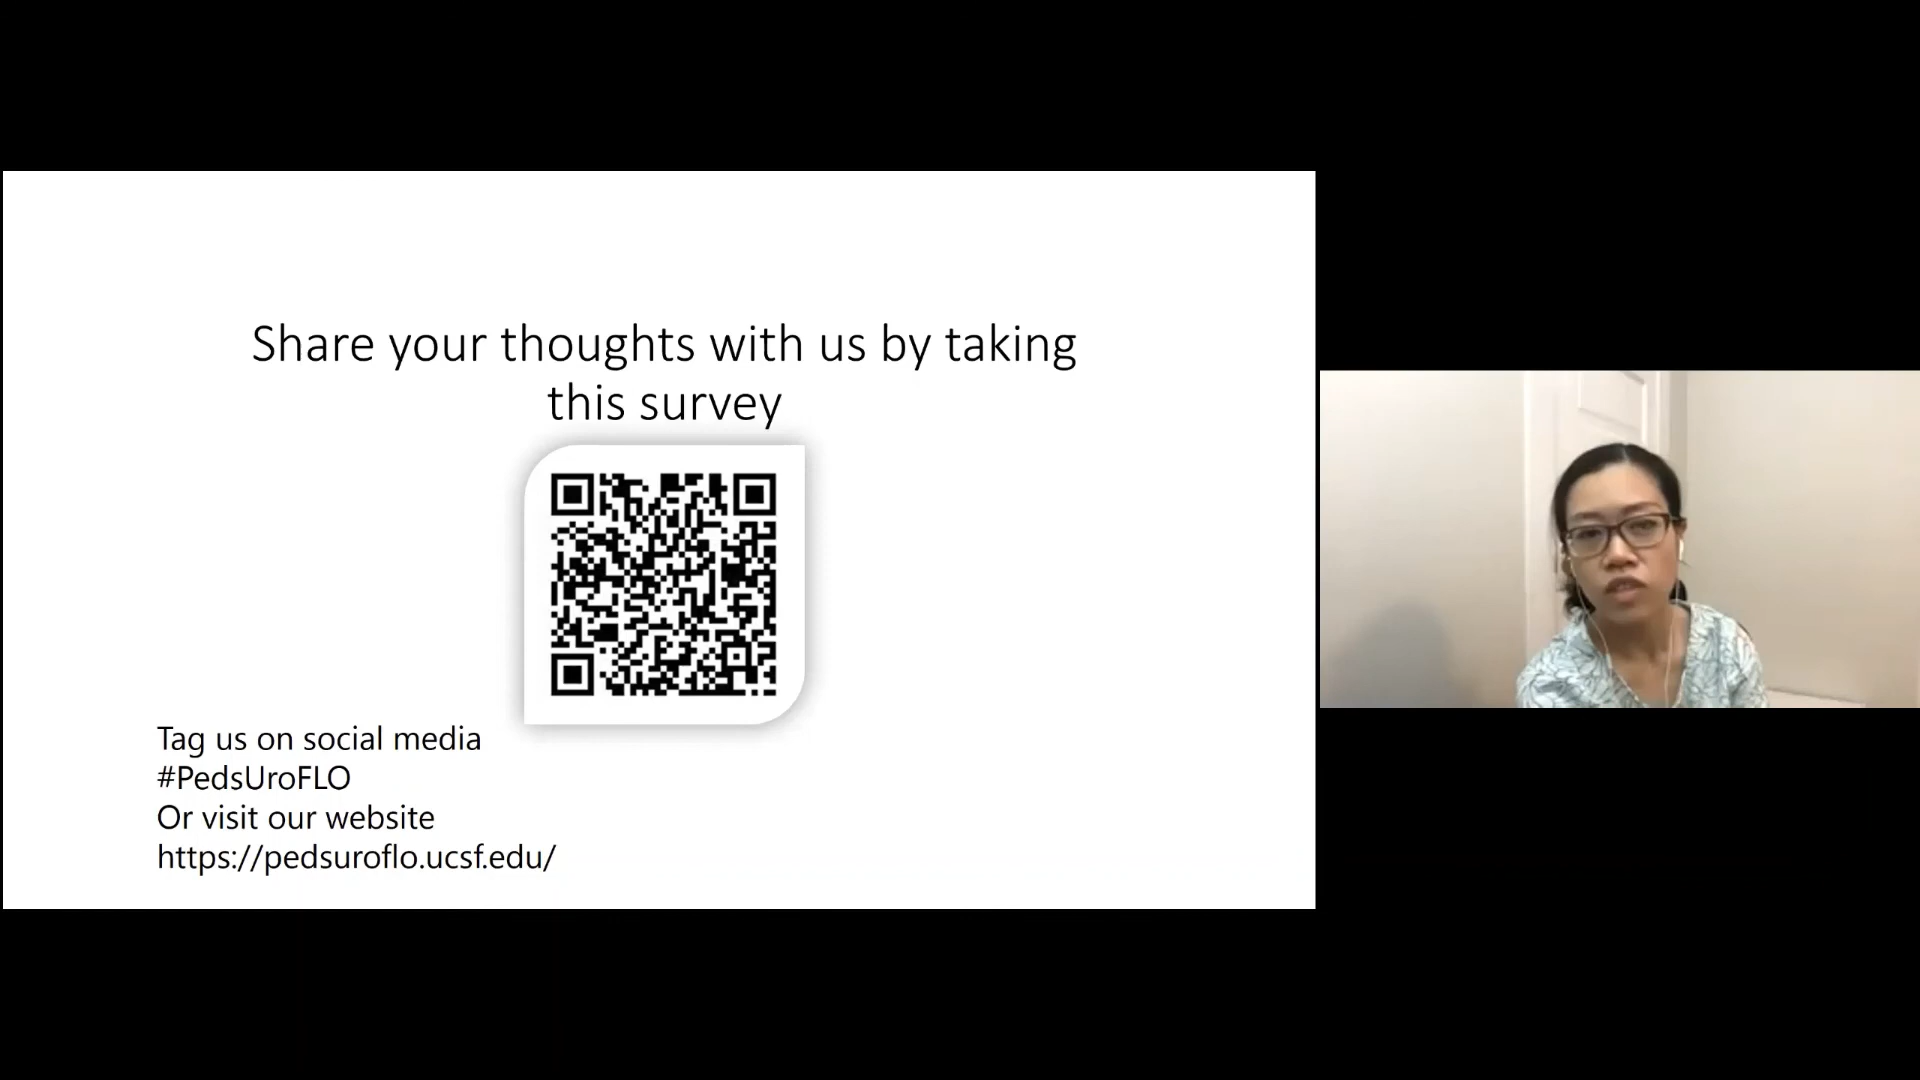 Share your thoughts with us by taking
this survey
Tag us on social media
#PedsUroFLO
Or visit our website
https://pedsuroflo.ucsf.edu/